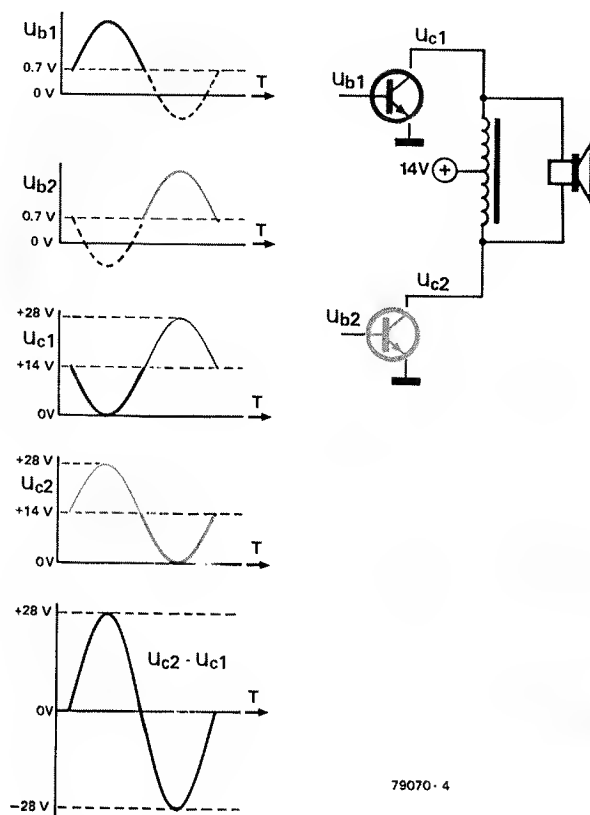 Ub1
0.7 V
0 V
T
Ub2
0.7 V
0 V
T
+28 V
Uc1
+14 V
0V
T
+28 V
Uc2
+14 V
0V
T
+28 V
Uc2 - Uc1
0V
T
−28 V
Uc1
Ub1
14V +
Uc2
Ub2
79070 - 4